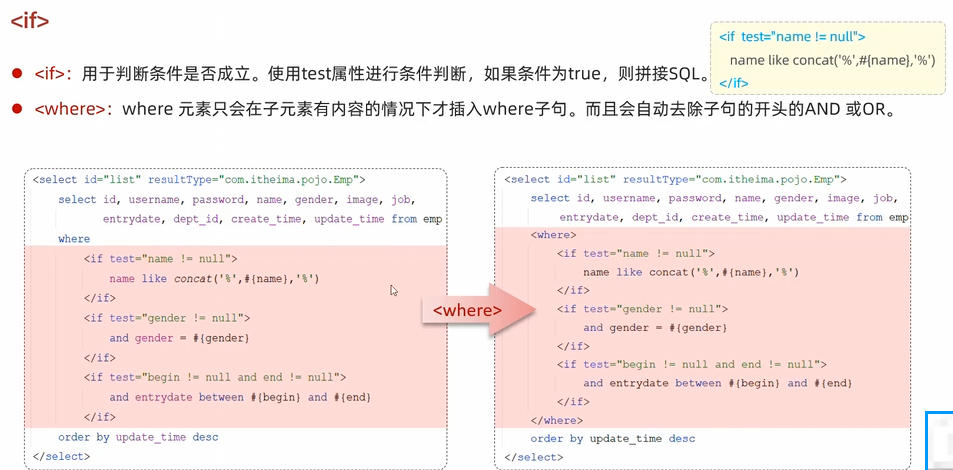 <if>
<if test="name != null">
name like concat('%',#{name},'%')
</if>
<if>：用于判断条件是否成立。使用test属性进行条件判断，如果条件为true，则拼接SQL。
<where>：where 元素只会在子元素有内容的情况下才插入where子句。而且会自动去除子句的开头的AND 或OR。
<select id="list" resultType="com.itheima.pojo.Emp">
select id, username, password, name, gender, image, job,
entrydate, dept_id, create_time, update_time from emp
where
<if test="name != null">
name like concat('%',#{name},'%')
</if>
<if test="gender != null">
and gender = #{gender}
</if>
<if test="begin != null and end != null">
and entrydate between #{begin} and #{end}
</if>
order by update_time desc
</select>
<where>
<select id="list" resultType="com.itheima.pojo.Emp">
select id, username, password, name, gender, image, job,
entrydate, dept_id, create_time, update_time from emp
<where>
<if test="name != null">
name like concat('%',#{name},'%')
</if>
<if test="gender != null">
and gender = #{gender}
</if>
<if test="begin != null and end != null">
and entrydate between #{begin} and #{end}
</if>
</where>
order by update_time desc
</select>